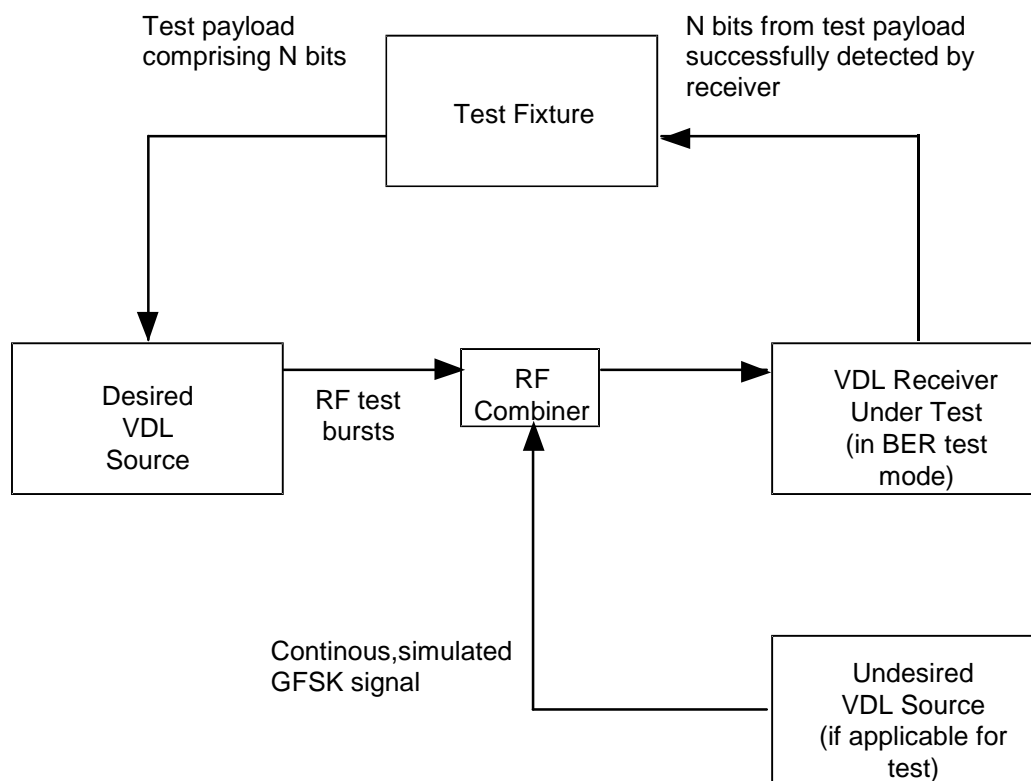 Test payload
comprising N bits
N bits from test payload
successfully detected by
receiver
Test Fixture
Desired
VDL
Source
RF test
bursts
RF
Combiner
VDL Receiver
Under Test
(in BER test
mode)
Continous,simulated
GFSK signal
Undesired
VDL Source
(if applicable for
test)